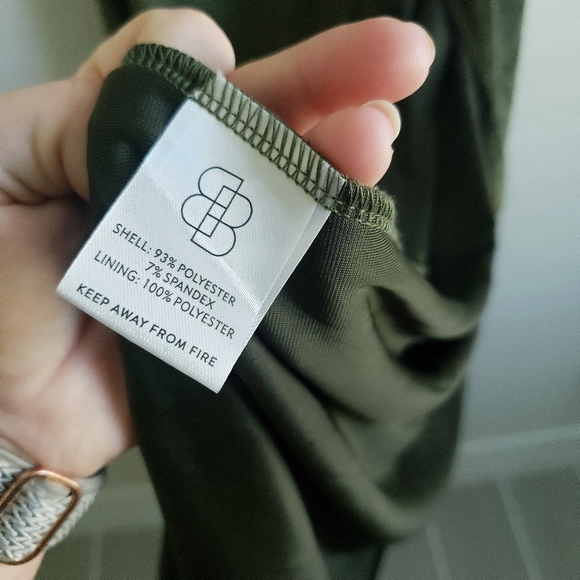 SHELL: 93% POLYESTER
7% SPANDEX
LINING: 100% POLYESTER
KEEP AWAY FROM FIRE